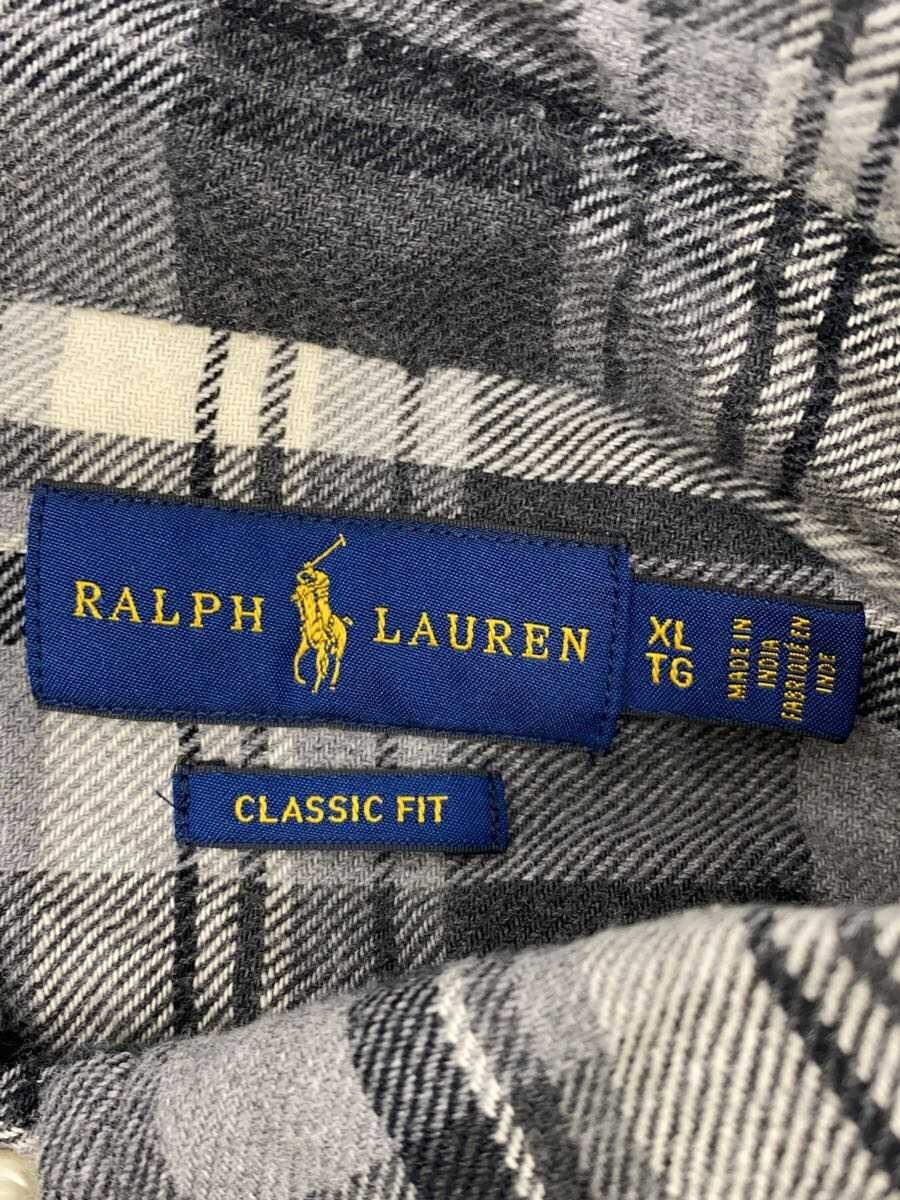 RALPH LAUREN
XL
TG
MADE IN
INDIA
FABRIQUÉ EN
INDE
CLASSIC FIT